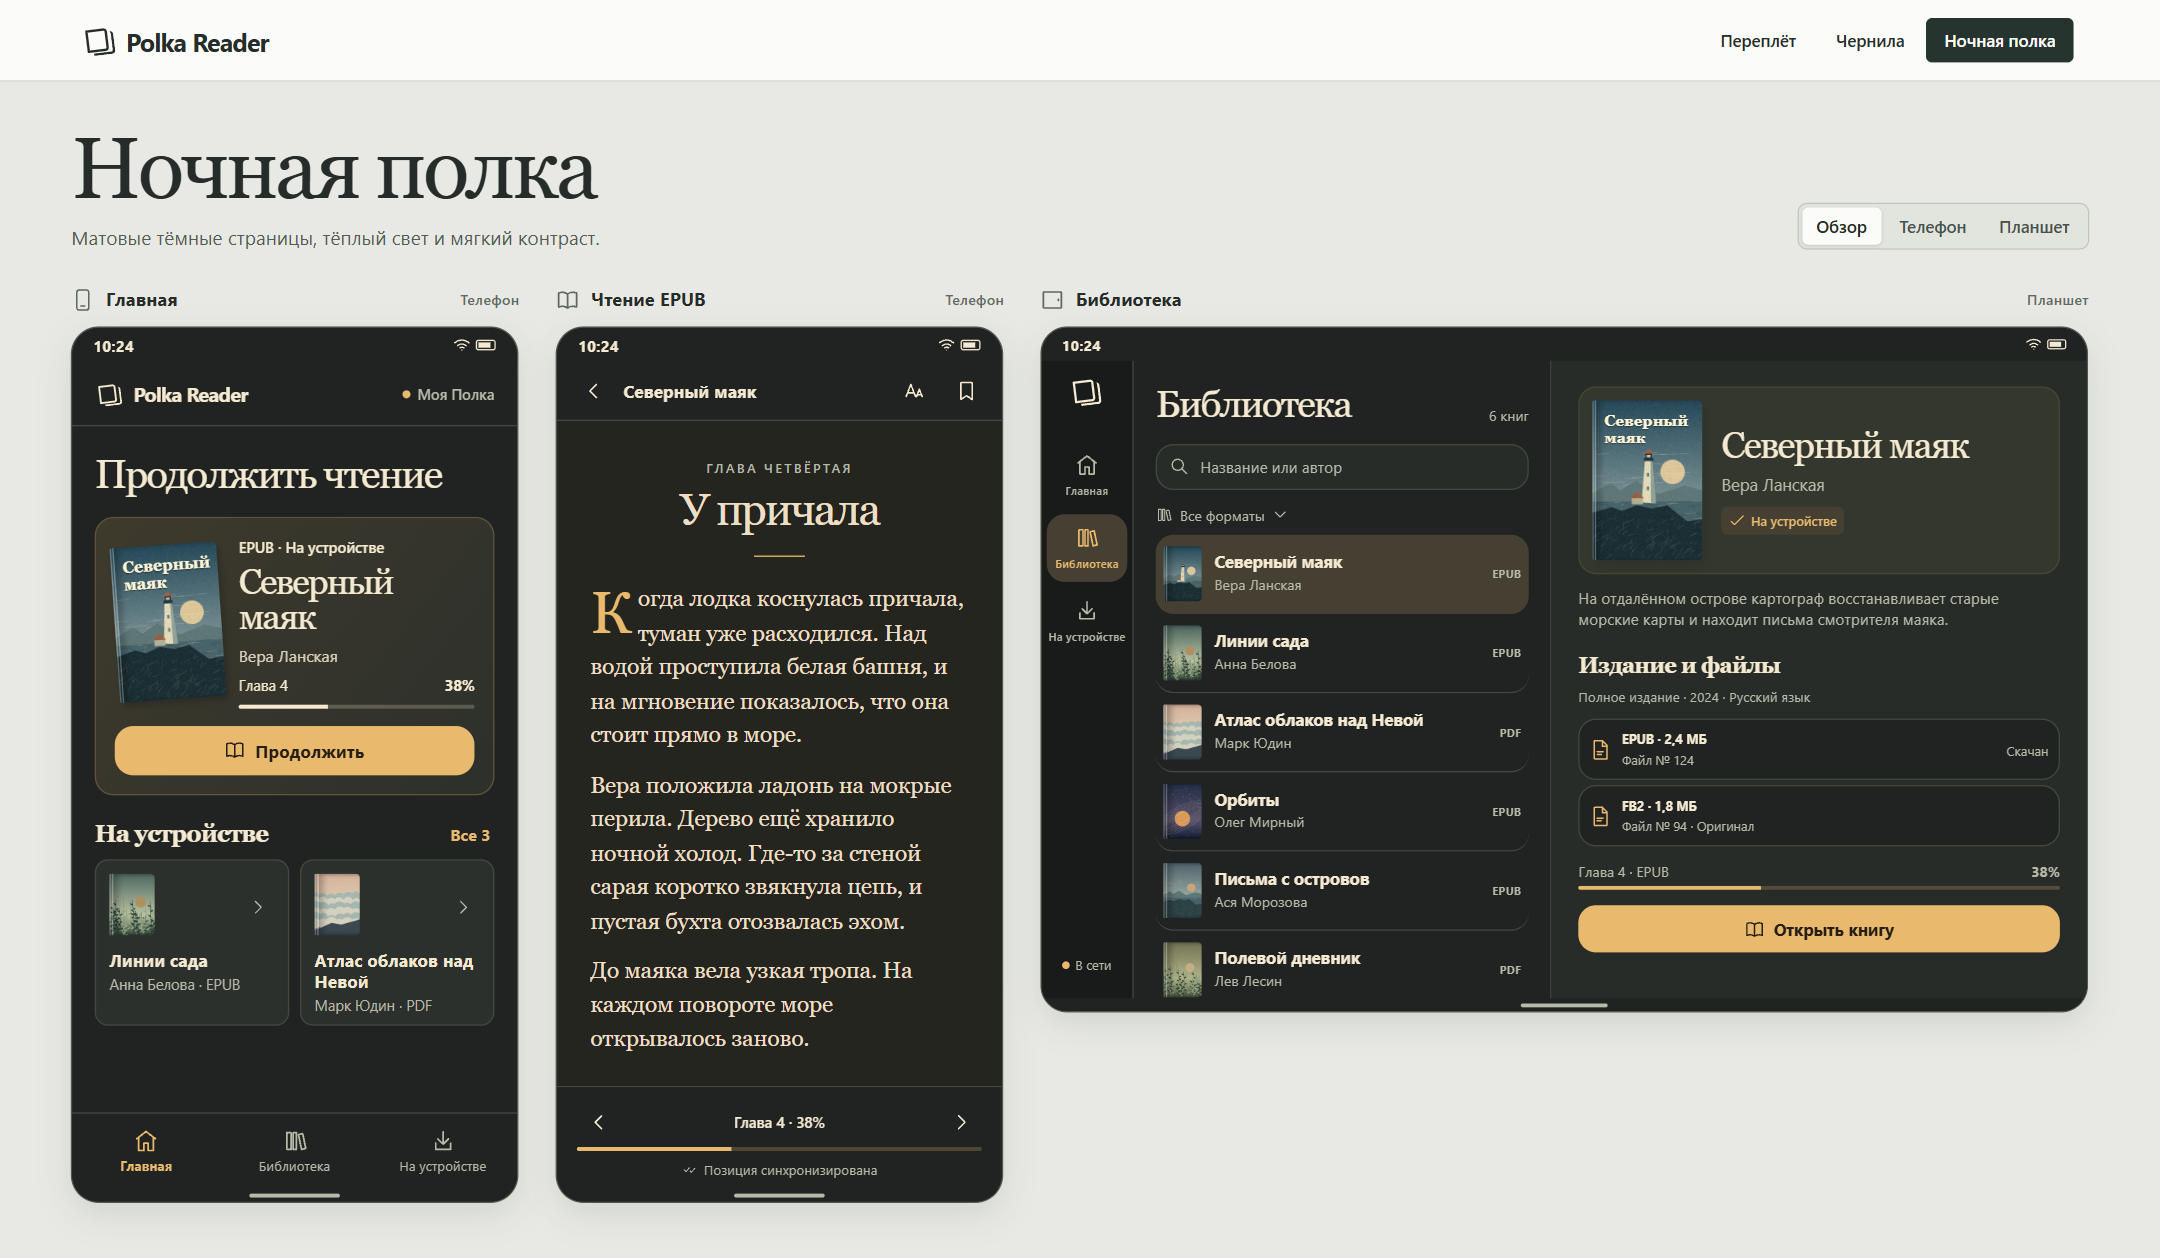 Polka Reader
Переплёт
Чернила
Ночная полка
Ночная полка
Матовые тёмные страницы, тёплый свет и мягкий контраст.
Обзор
Телефон
Планшет
Главная
Телефон
10:24
Polka Reader
Моя Полка
Продолжить чтение
Северный
маяк
EPUB · На устройстве
Северный
маяк
Вера Ланская
Глава 4
38%
Продолжить
На устройстве
Все 3
Линии сада
Анна Белова · EPUB
Атлас облаков над
Невой
Марк Юдин · PDF
Главная
Библиотека
На устройстве
Чтение EPUB
Телефон
10:24
Северный маяк
AA
ГЛАВА ЧЕТВЁРТАЯ
У причала
Когда лодка коснулась причала,
туман уже расходился. Над
водой проступила белая башня, и
на мгновение показалось, что она
стоит прямо в море.
Вера положила ладонь на мокрые
перила. Дерево ещё хранило
ночной холод. Где-то за стеной
сарая коротко звякнула цепь, и
пустая бухта отозвалась эхом.
До маяка вела узкая тропа. На
каждом повороте море
открывалось заново.
Глава 4 · 38%
Позиция синхронизирована
Библиотека
Планшет
10:24
Главная
Библиотека
На устройстве
В сети
Библиотека
6 книг
Название или автор
Все форматы
Северный маяк
Вера Ланская
EPUB
Линии сада
Анна Белова
EPUB
Атлас облаков над Невой
Марк Юдин
PDF
Орбиты
Олег Мирный
EPUB
Письма с островов
Ася Морозова
EPUB
Полевой дневник
Лев Лесин
PDF
Северный
маяк
Северный маяк
Вера Ланская
На устройстве
На отдалённом острове картограф восстанавливает старые
морские карты и находит письма смотрителя маяка.
Издание и файлы
Полное издание · 2024 · Русский язык
EPUB · 2,4 МБ
Файл № 124
Скачан
FB2 · 1,8 МБ
Файл № 94 · Оригинал
Глава 4 · EPUB
38%
Открыть книгу